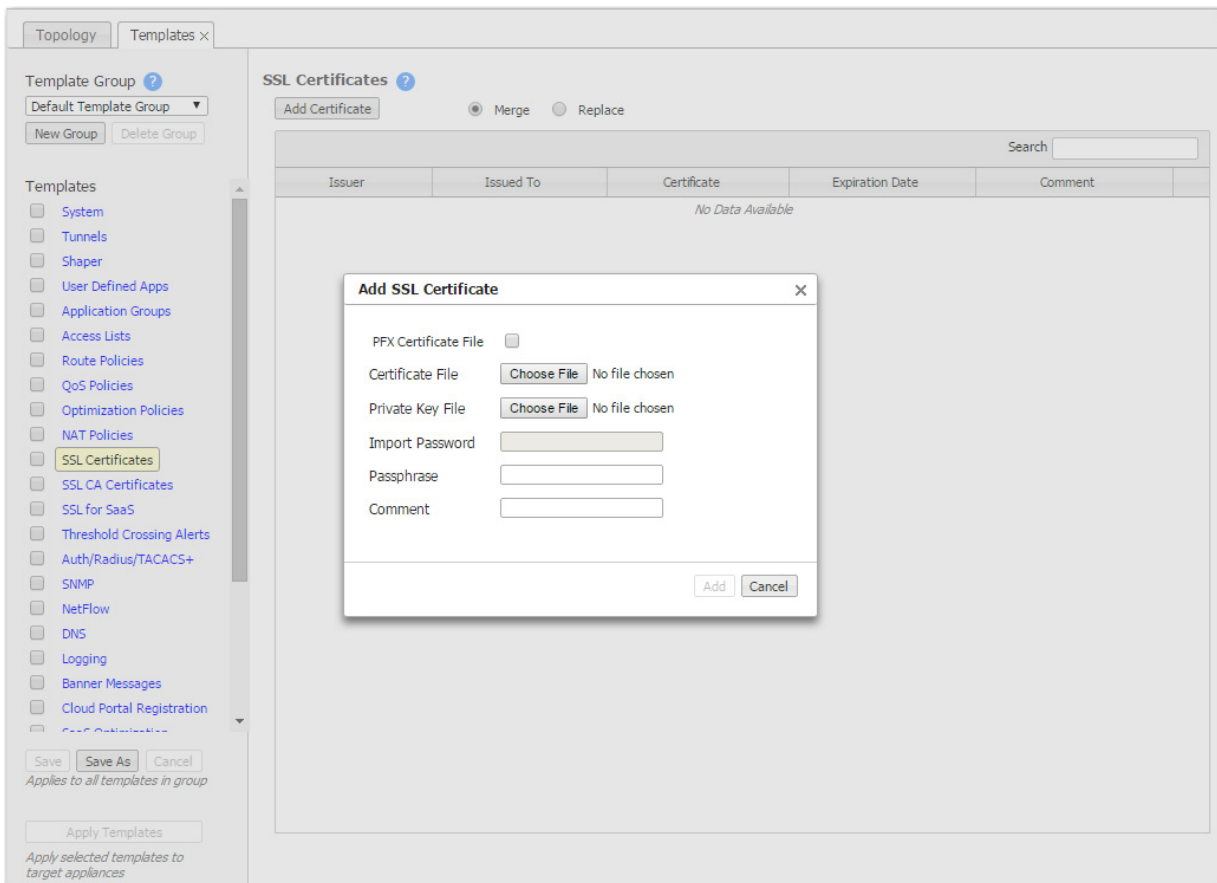 Topology
Templates ×
Template Group ?
Default Template Group ▼
New Group
Delete Group
Templates
System
Tunnels
Shaper
User Defined Apps
Application Groups
Access Lists
Route Policies
QoS Policies
Optimization Policies
NAT Policies
SSL Certificates
SSL CA Certificates
SSL for SaaS
Threshold Crossing Alerts
Auth/Radius/TACACS+
SNMP
NetFlow
DNS
Logging
Banner Messages
Cloud Portal Registration
SaaS Optimization
Save
Save As
Cancel
Applies to all templates in group
Apply Templates
Apply selected templates to
target appliances
SSL Certificates ?
Add Certificate
Merge
Replace
Search
Issuer
Issued To
Certificate
Expiration Date
Comment
No Data Available
Add SSL Certificate ×
PFX Certificate File
Certificate File Choose File No file chosen
Private Key File Choose File No file chosen
Import Password
Passphrase
Comment
Add
Cancel